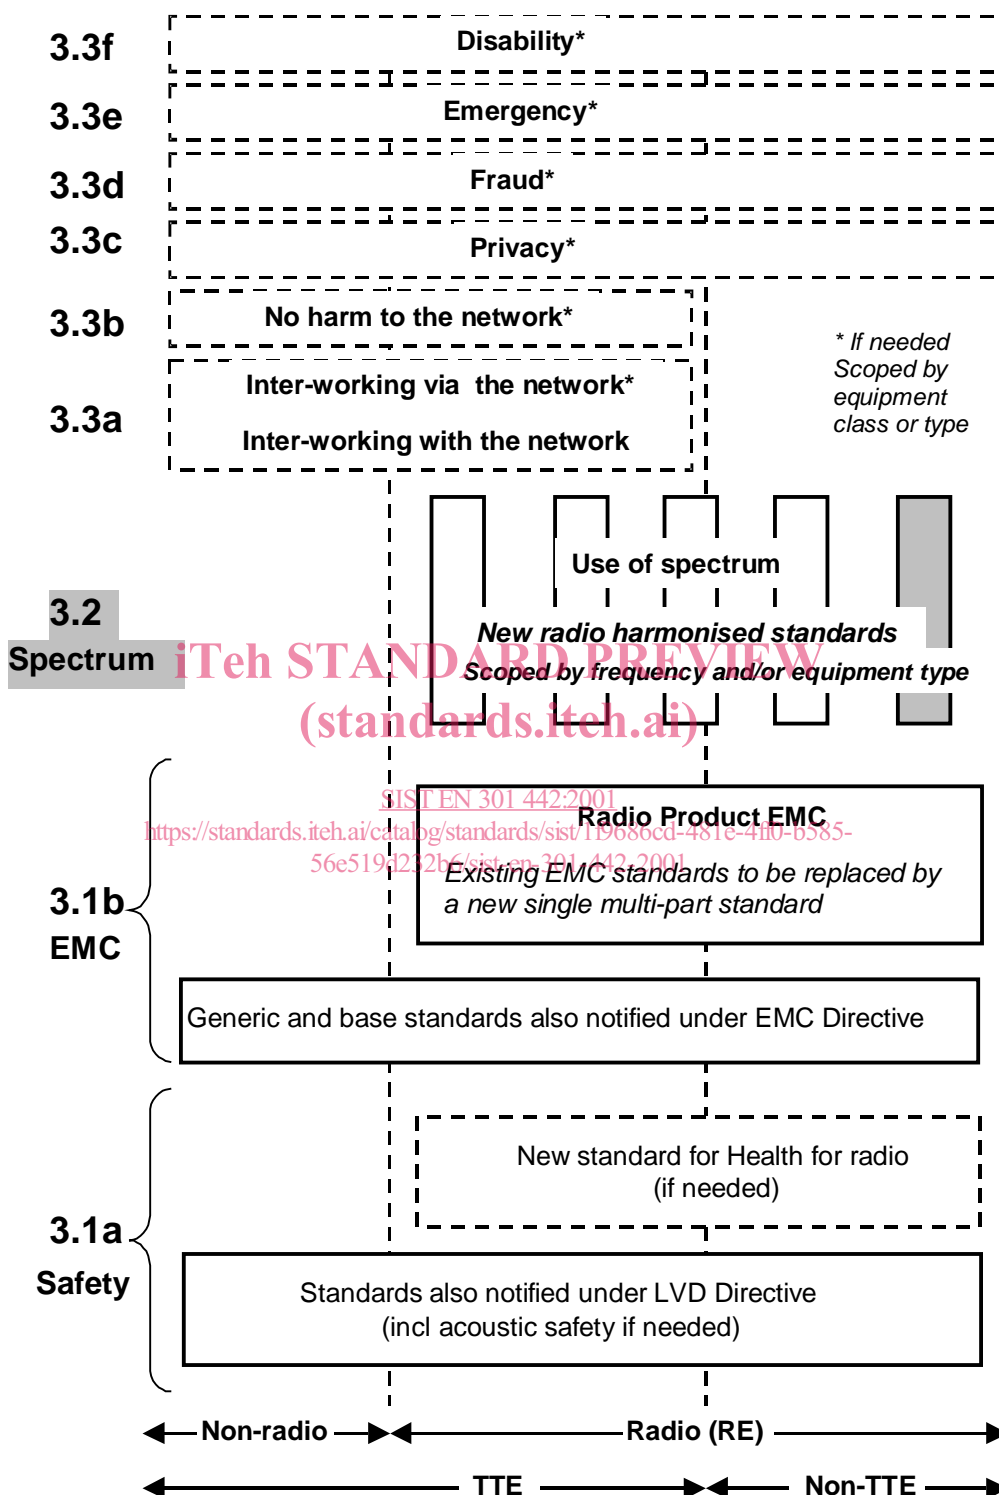 3.3f
Disability*
3.3e
Emergency*
3.3d
Fraud*
3.3c
Privacy*
3.3b
No harm to the network*
* If needed
Scoped by
equipment
class or type
3.3a
Inter-working via the network*
Inter-working with the network
Use of spectrum
3.2
Spectrum
New radio harmonised standards
Scoped by frequency and/or equipment type
iTeh STANDARD PREVIEW
(standards.iteh.ai)
SIST EN 301 442:2001
https://standards.iteh.ai/catalog/standards/sist/1f9686cd-481e-4ff0-b585-
56e519d232b6/sist-en-301-442-2001
Radio Product EMC
Existing EMC standards to be replaced by
a new single multi-part standard
3.1b
EMC
Generic and base standards also notified under EMC Directive
New standard for Health for radio
(if needed)
3.1a
Safety
Standards also notified under LVD Directive
(incl acoustic safety if needed)
Non-radio
Radio (RE)
TTE
Non-TTE